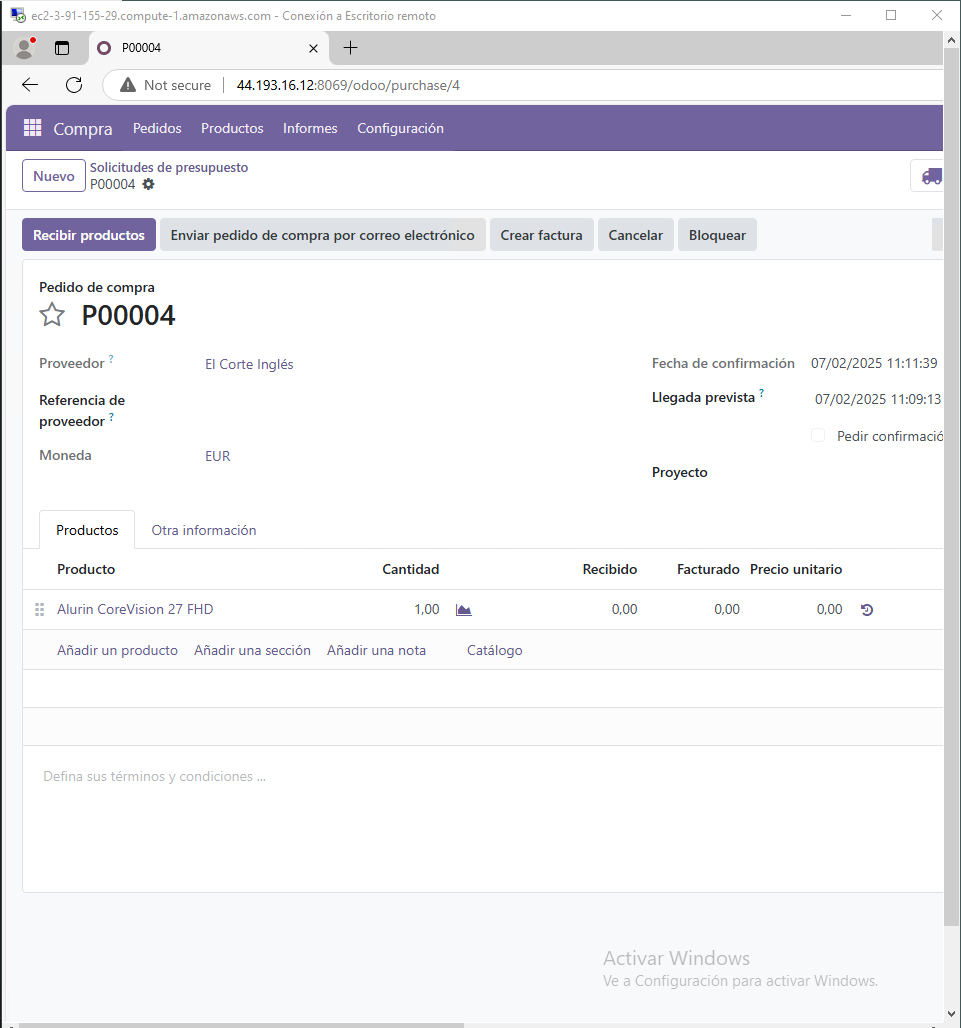 ec2-3-91-155-29.compute-1.amazonaws.com - Conexión a Escritorio remoto
P00004
Not secure 44.193.16.12:8069/odoo/purchase/4
Compra Pedidos Productos Informes Configuración
Nuevo
Solicitudes de presupuesto
P00004
Recibir productos Enviar pedido de compra por correo electrónico Crear factura Cancelar Bloquear
Pedido de compra
P00004
Proveedor ? El Corte Inglés
Fecha de confirmación 07/02/2025 11:11:39
Referencia de proveedor ?
Llegada prevista ? 07/02/2025 11:09:13
Pedir confirmació
Moneda EUR
Proyecto
Productos Otra información
Producto Cantidad Recibido Facturado Precio unitario
Alurin CoreVision 27 FHD 1,00 0,00 0,00 0,00
Añadir un producto Añadir una sección Añadir una nota Catálogo
Defina sus términos y condiciones ...
Activar Windows
Ve a Configuración para activar Windows.